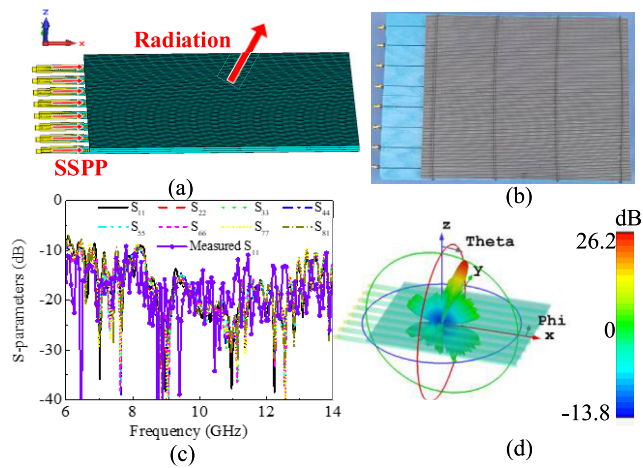 z
x
Radiation
SSPP
(a)
(b)
S-parameters (dB)
0
-10
-20
-30
-40
S11 S22 S33 S44
S55 S66 S77 S81
Measured S11
6 8 10 12 14
Frequency (GHz)
(c)
z
Theta
y
Phi
x
(d)
dB
26.2
0
-13.8